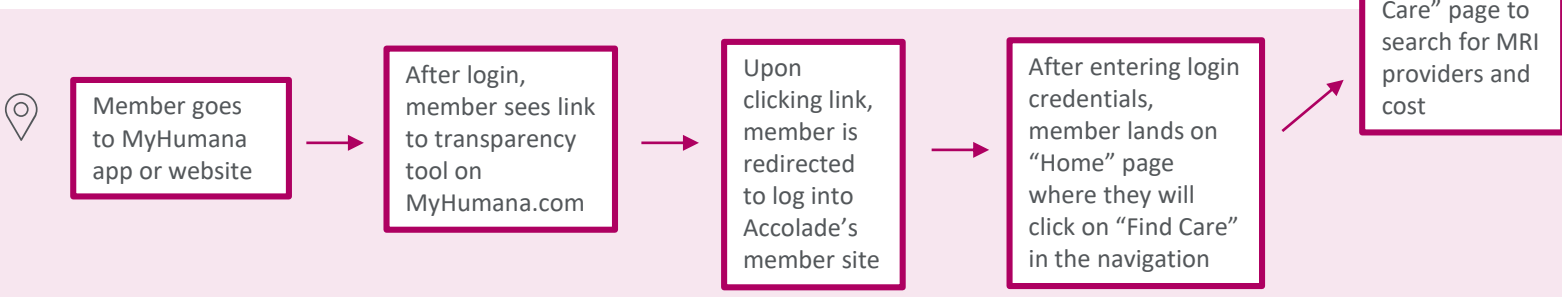 Member goes
to MyHumana
app or website
After login,
member sees link
to transparency
tool on
MyHumana.com
Upon
clicking link,
member is
redirected
to log into
Accolade’s
member site
After entering login
credentials,
member lands on
“Home” page
where they will
click on “Find Care”
in the navigation
Care” page to
search for MRI
providers and
cost